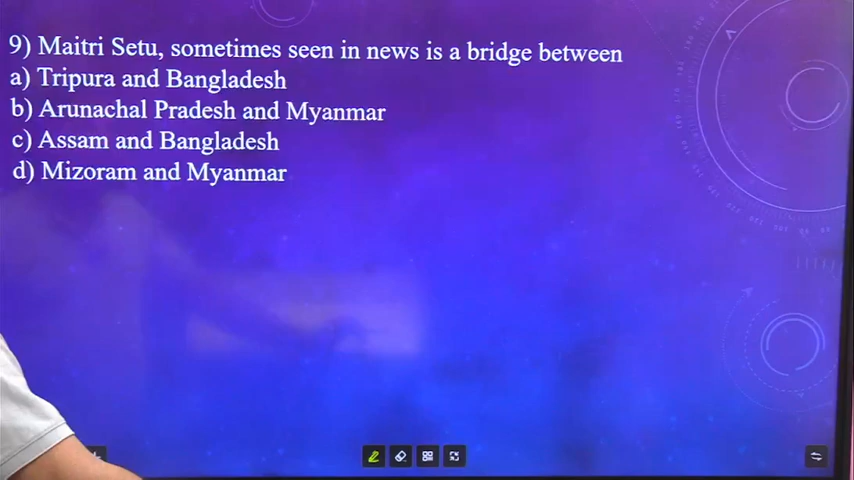 9) Maitri Setu, sometimes seen in news is a bridge between
a) Tripura and Bangladesh
b) Arunachal Pradesh and Myanmar
c) Assam and Bangladesh
d) Mizoram and Myanmar